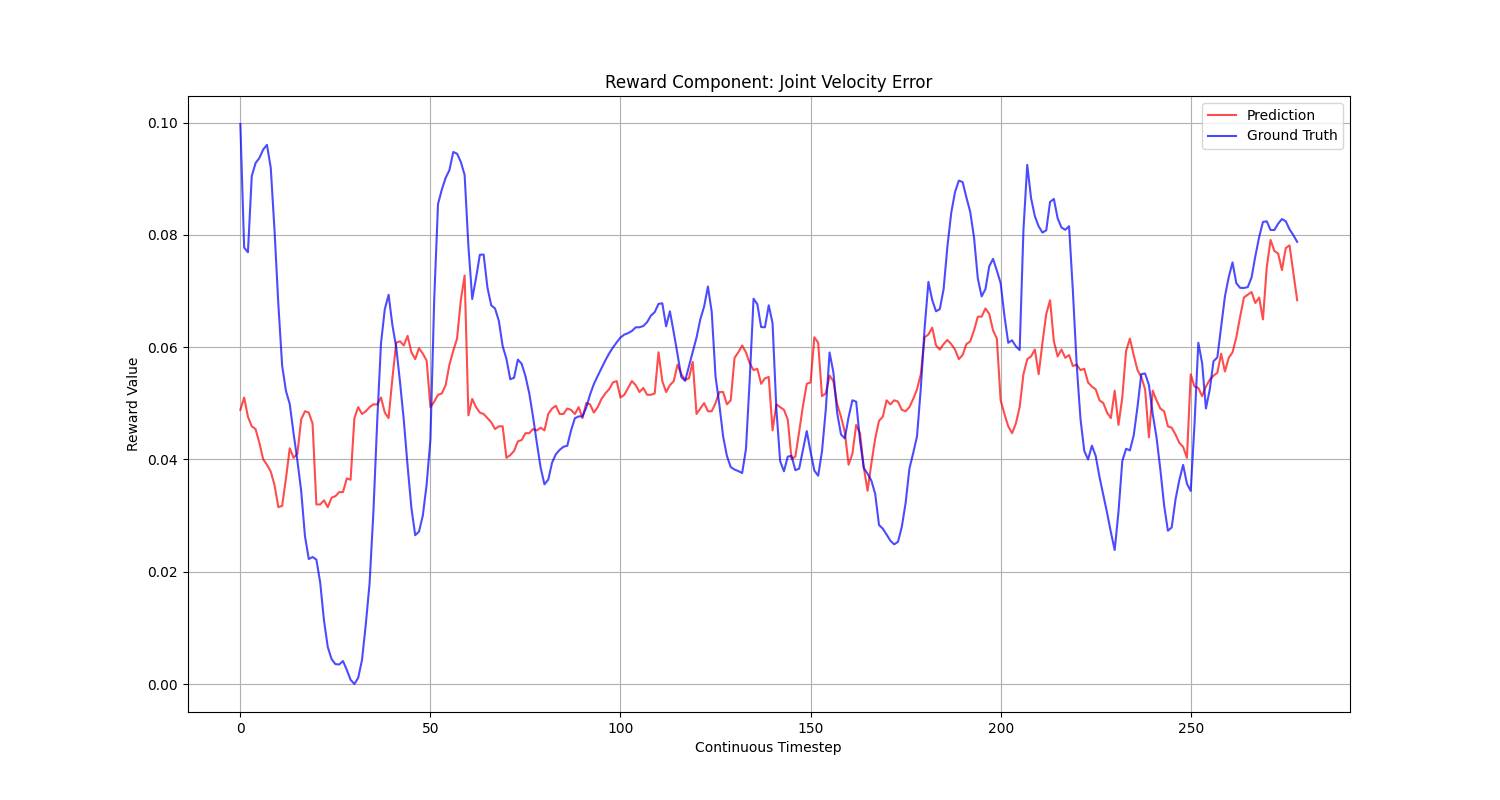 Reward Component: Joint Velocity Error
Prediction
Ground Truth
Reward Value
0.10
0.08
0.06
0.04
0.02
0.00
0 50 100 150 200 250
Continuous Timestep